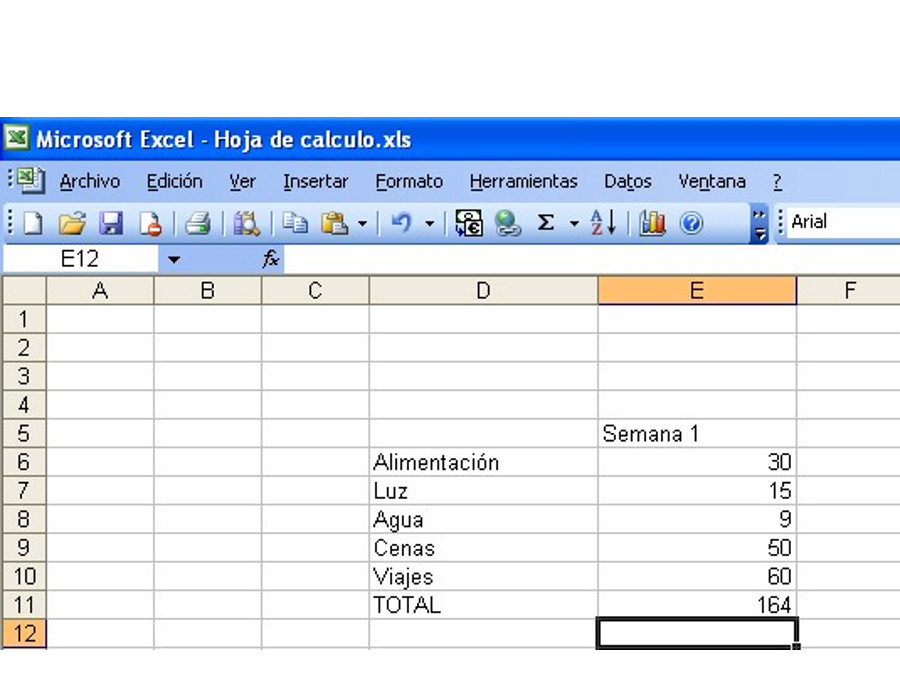 Microsoft Excel - Hoja de calculo.xls
Archivo Edición Ver Insertar Formato Herramientas Datos Ventana ?
Σ A Z ? Arial
E12 fx
A B C D E F
1
2
3
4
5 Semana 1
6 Alimentación 30
7 Luz 15
8 Agua 9
9 Cenas 50
10 Viajes 60
11 TOTAL 164
12